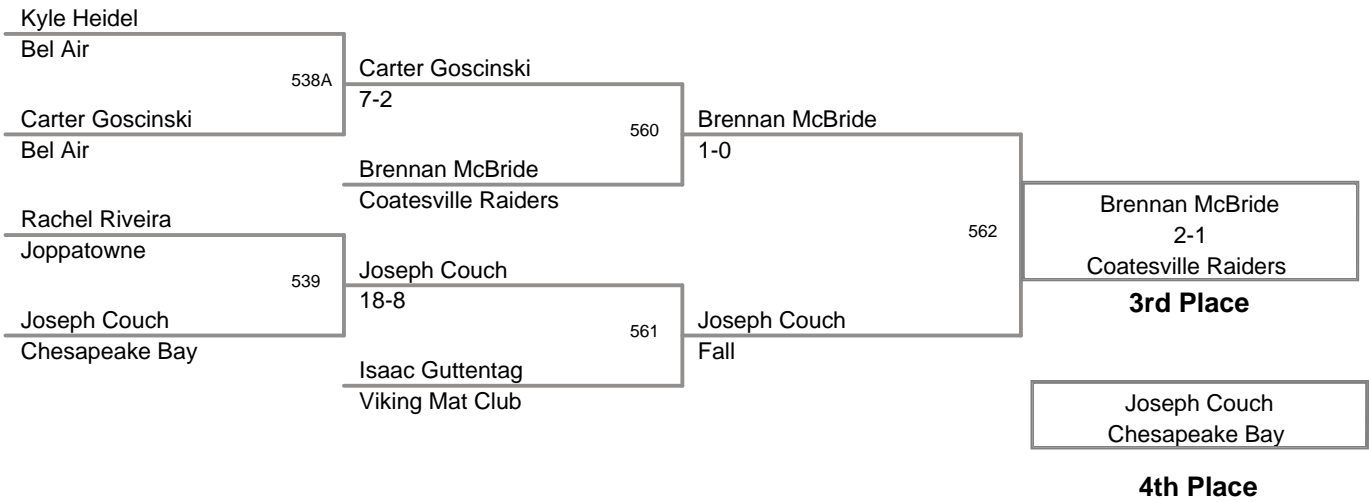 Kyle Heidel
Bel Air
538A
Carter Goscinski
7-2
Carter Goscinski
Bel Air
560
Brennan McBride
1-0
Brennan McBride
Coatesville Raiders
Rachel Riveira
Joppatowne
562
Brennan McBride
2-1
Coatesville Raiders
3rd Place
539
Joseph Couch
18-8
Joseph Couch
Chesapeake Bay
561
Joseph Couch
Fall
Isaac Guttentag
Viking Mat Club
Joseph Couch
Chesapeake Bay
4th Place